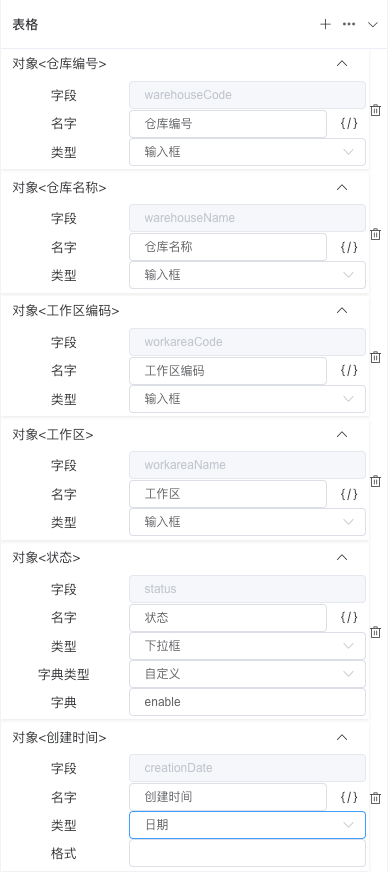 表格
对象<仓库编号>
字段 warehouseCode
名字 仓库编号 {/}
类型 输入框
对象<仓库名称>
字段 warehouseName
名字 仓库名称 {/}
类型 输入框
对象<工作区编码>
字段 workareaCode
名字 工作区编码 {/}
类型 输入框
对象<工作区>
字段 workareaName
名字 工作区 {/}
类型 输入框
对象<状态>
字段 status
名字 状态 {/}
类型 下拉框
字典类型 自定义
字典 enable
对象<创建时间>
字段 creationDate
名字 创建时间 {/}
类型 日期
格式